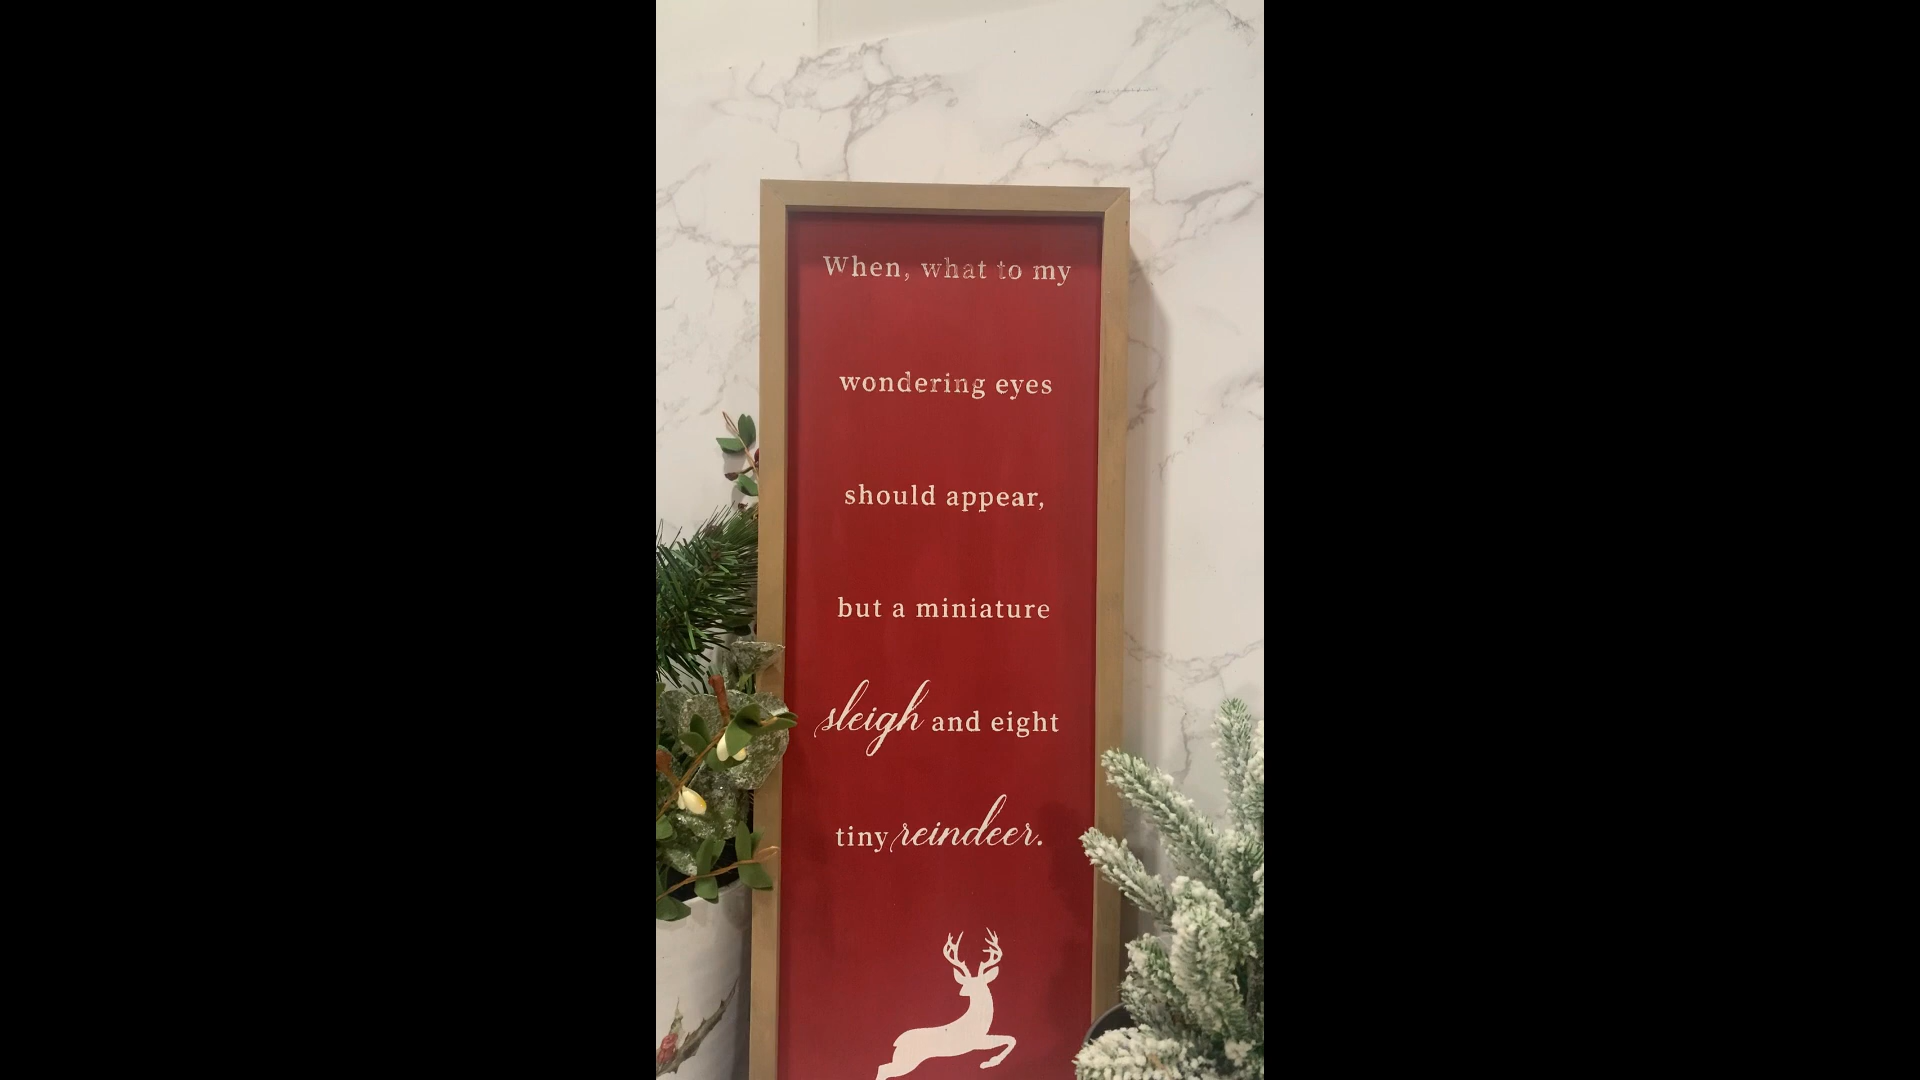 When, what to my
wondering eyes
should appear,
but a miniature
sleigh and eight
tiny reindeer.